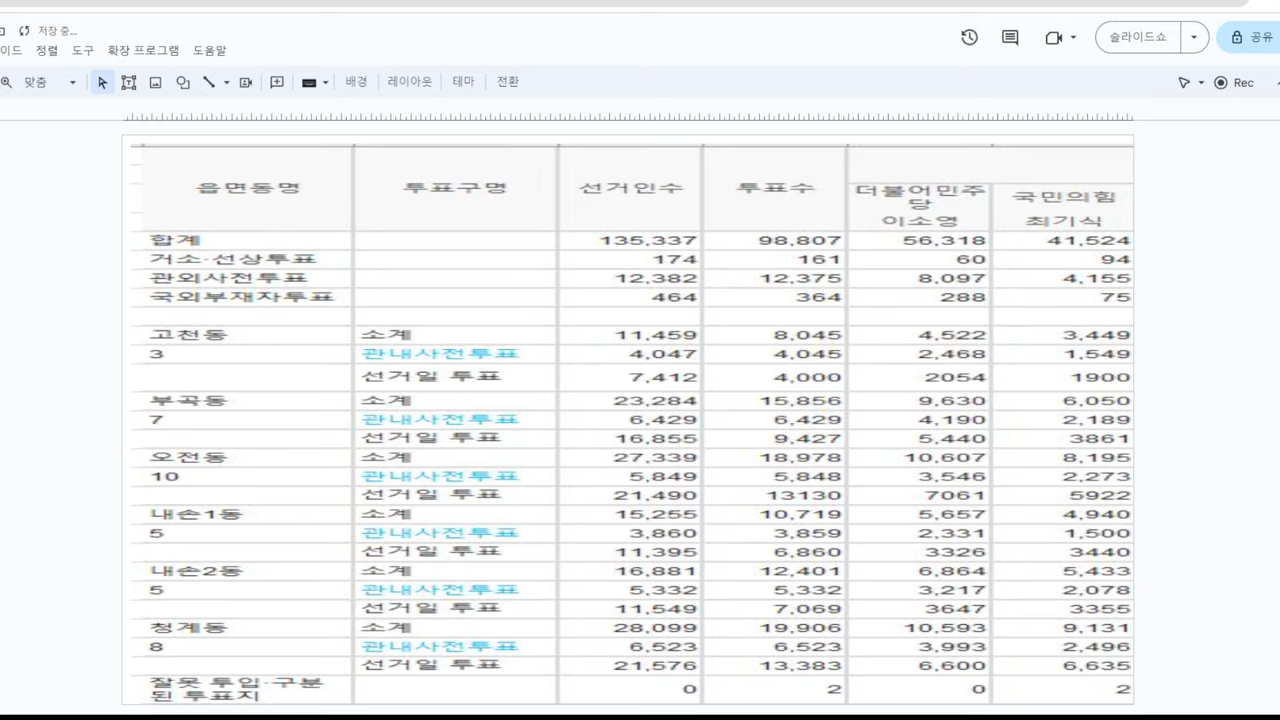 저장 중...
이드 정렬 도구 확장 프로그램 도움말
슬라이드쇼 공유
맞춤 배경 레이아웃 테마 전환 Rec
읍면동명 투표구명 선거인수 투표수 더불어민주당 이소영 국민의힘 최기식
합계 135,337 98,807 56,318 41,524
거소·선상투표 174 161 60 94
관외사전투표 12,382 12,375 8,097 4,155
국외부재자투표 464 364 288 75
고천동 소계 11,459 8,045 4,522 3,449
3 관내사전투표 4,047 4,045 2,468 1,549
선거일 투표 7,412 4,000 2054 1900
부곡동 소계 23,284 15,856 9,630 6,050
7 관내사전투표 6,429 6,429 4,190 2,189
선거일 투표 16,855 9,427 5,440 3861
오전동 소계 27,339 18,978 10,607 8,195
10 관내사전투표 5,849 5,848 3,546 2,273
선거일 투표 21,490 13130 7061 5922
내손1동 소계 15,255 10,719 5,657 4,940
5 관내사전투표 3,860 3,859 2,331 1,500
선거일 투표 11,395 6,860 3326 3440
내손2동 소계 16,881 12,401 6,864 5,433
5 관내사전투표 5,332 5,332 3,217 2,078
선거일 투표 11,549 7,069 3647 3355
청계동 소계 28,099 19,906 10,593 9,131
8 관내사전투표 6,523 6,523 3,993 2,496
선거일 투표 21,576 13,383 6,600 6,635
잘못 투입·구분
된 투표지 0 2 0 2